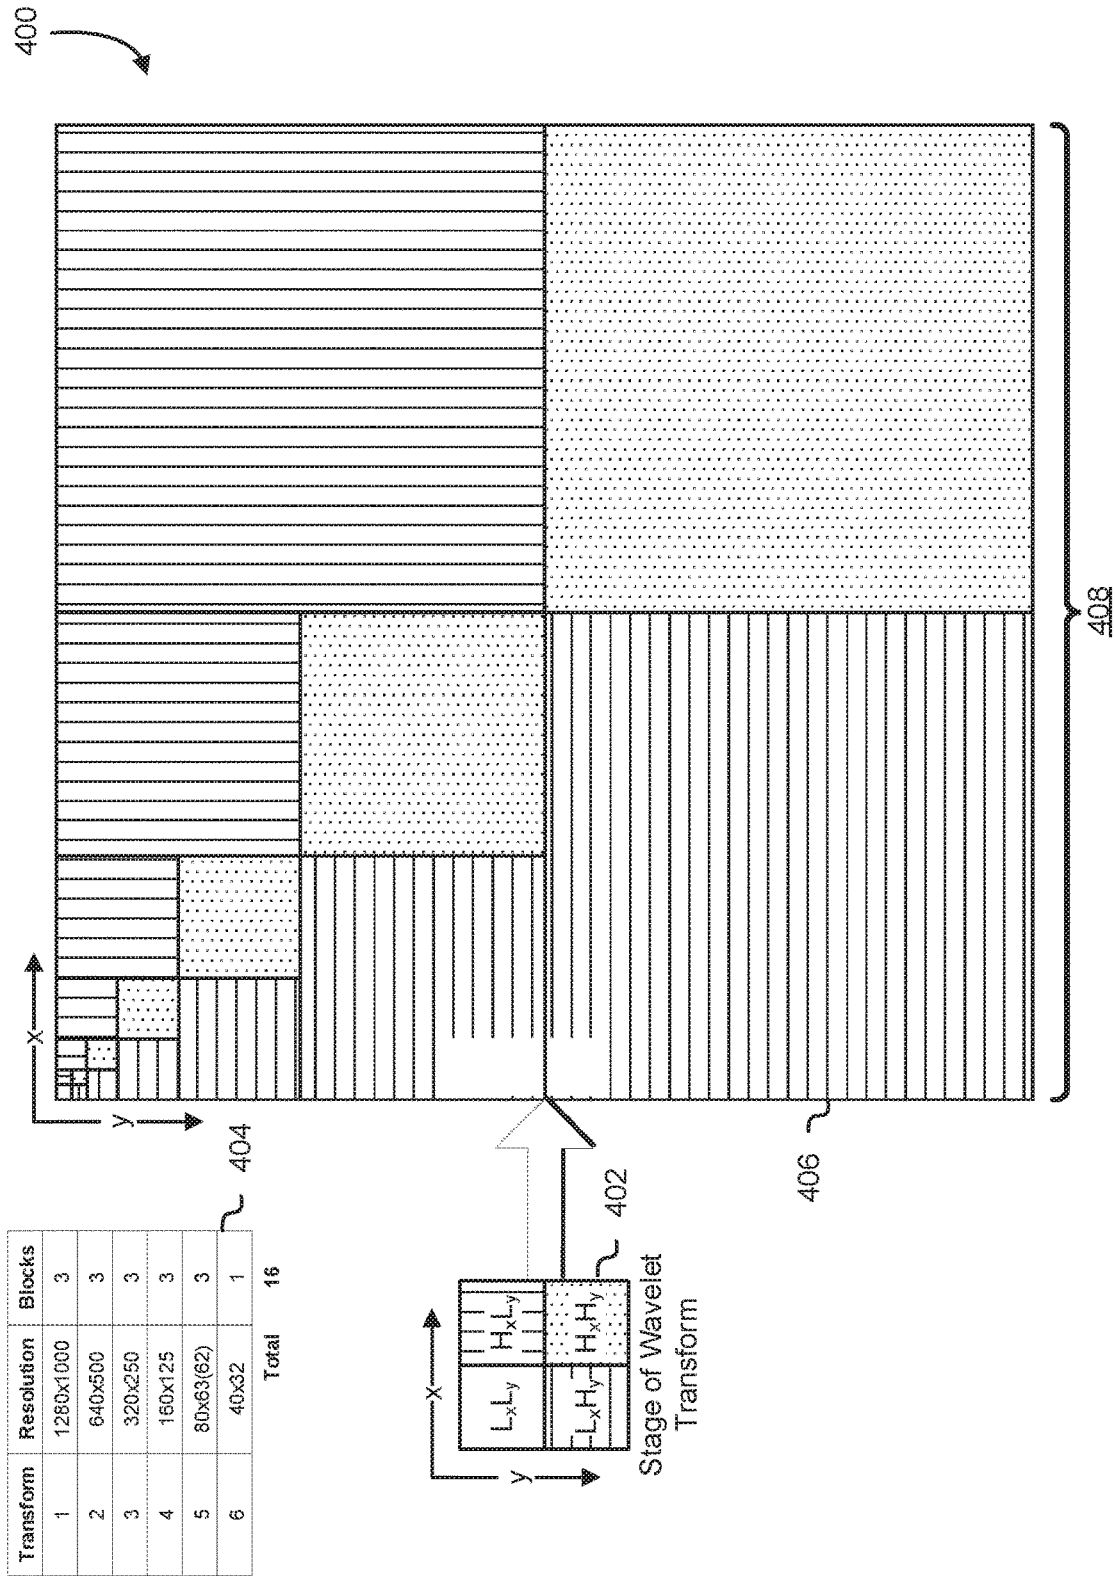 400
Transform Resolution Blocks
1 1280x1000 3
2 640x500 3
3 320x250 3
4 160x125 3
5 80x63(62) 3
6 40x32 1
Total 16
404
x
y
x
y
LxLy HxLy
LxHy HxHy
402
Stage of Wavelet
Transform
406
408